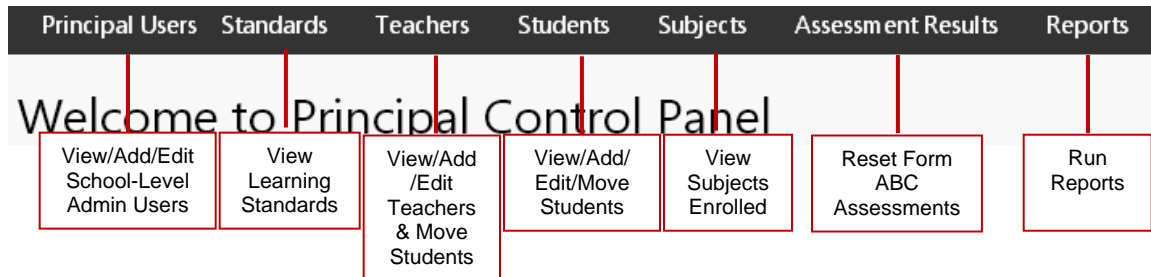 Principal Users Standards Teachers Students Subjects Assessment Results Reports
Welcome to Principal Control Panel
View/Add/Edit
School-Level
Admin Users
View
Learning
Standards
View/Add
/Edit
Teachers
& Move
Students
View/Add/
Edit/Move
Students
View
Subjects
Enrolled
Reset Form
ABC
Assessments
Run
Reports